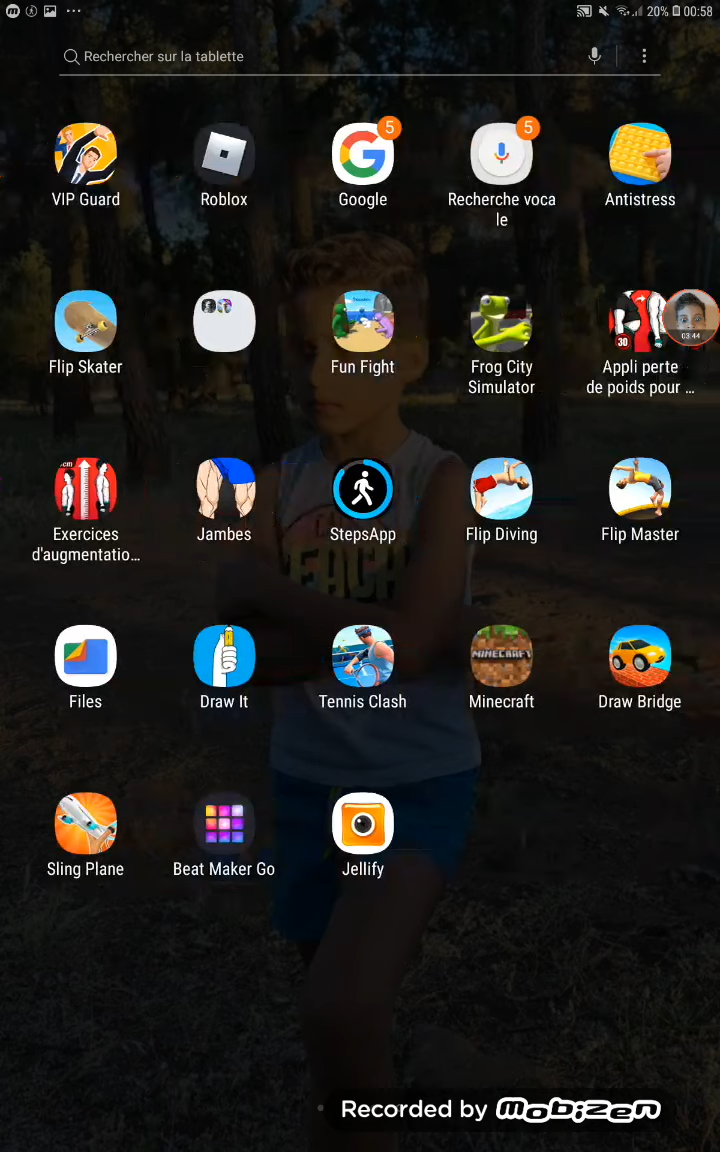 20% 00:58
Rechercher sur la tablette
5
5
VIP Guard
Roblox
Google
Recherche voca
le
Antistress
30
03:44
Flip Skater
Fun Fight
Frog City
Simulator
Appli perte
de poids pour ...
cm
Exercices
d'augmentatio...
Jambes
StepsApp
Flip Diving
Flip Master
MINECRAFT
Files
Draw It
Tennis Clash
Minecraft
Draw Bridge
Sling Plane
Beat Maker Go
Jellify
Recorded by mobizen